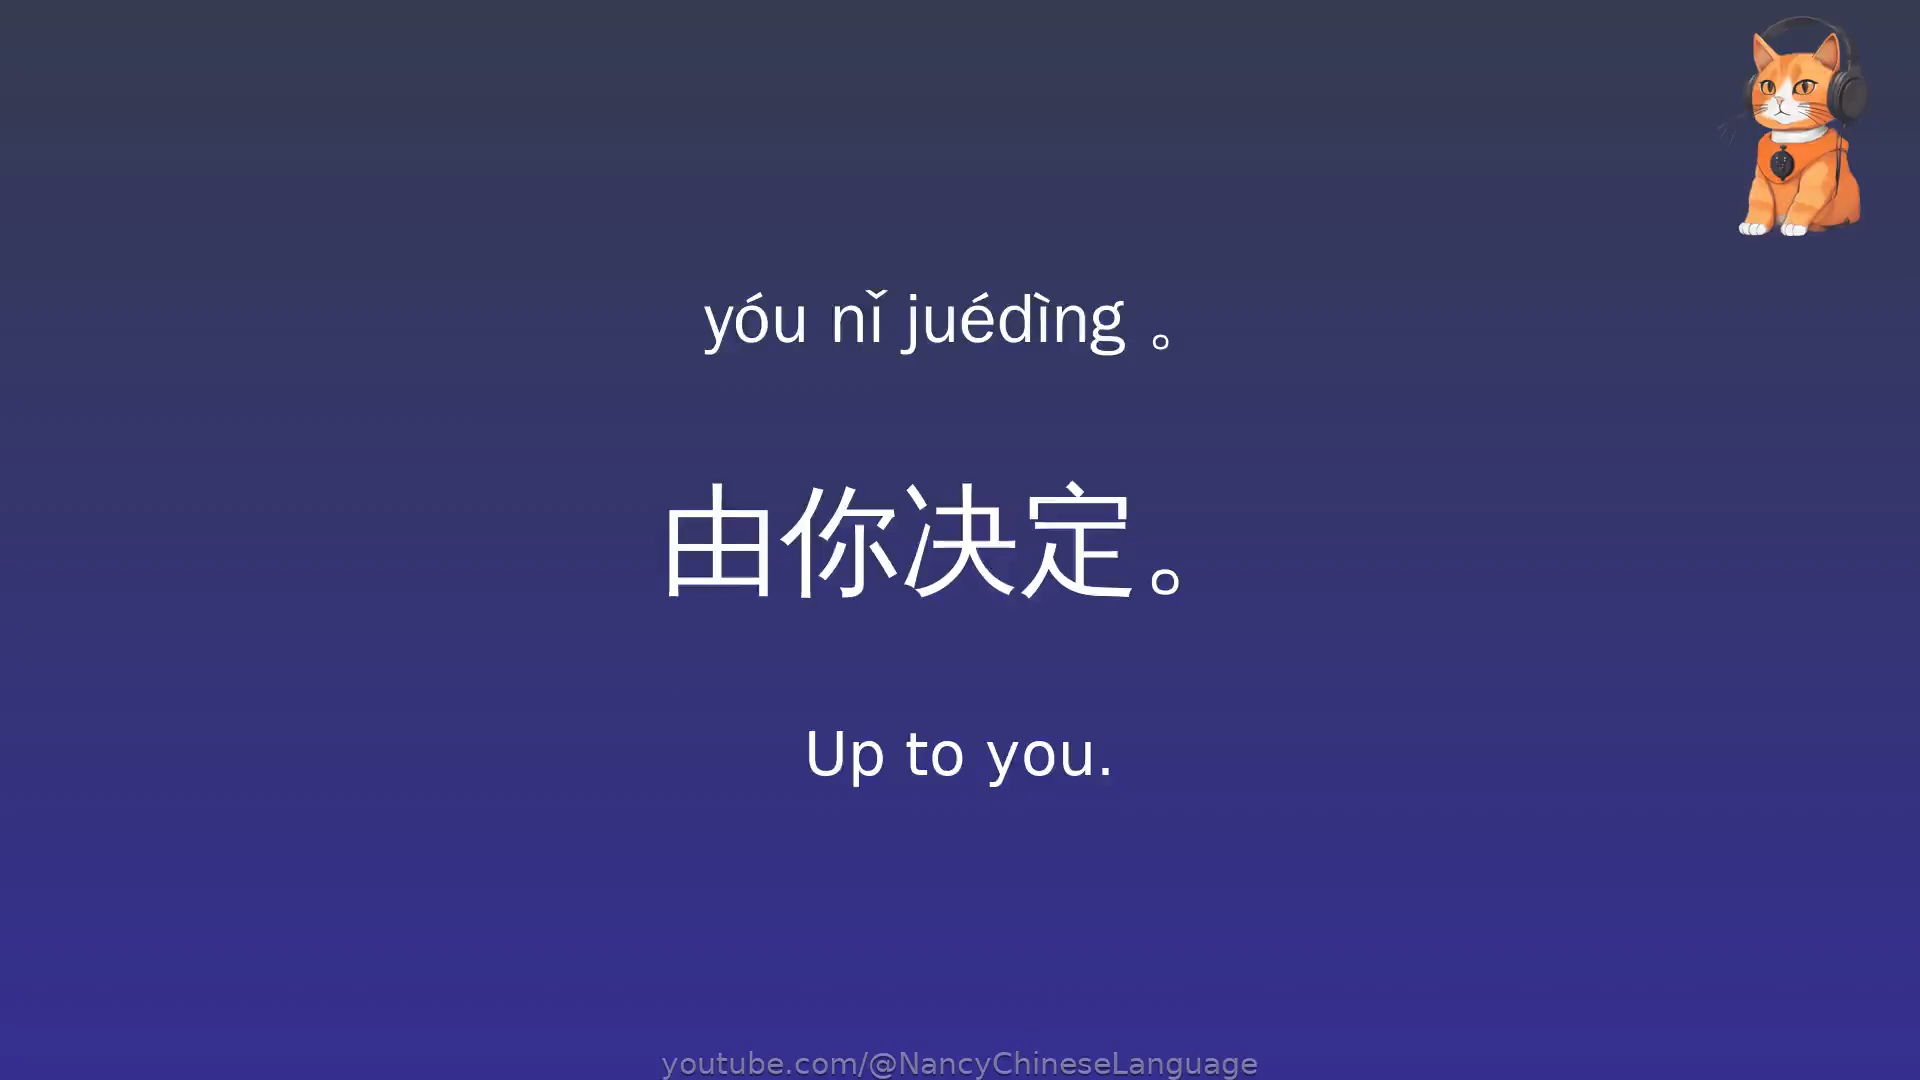 yóu nǐ juédìng 。
由你决定。
Up to you.
youtube.com/@NancyChineseLanguage